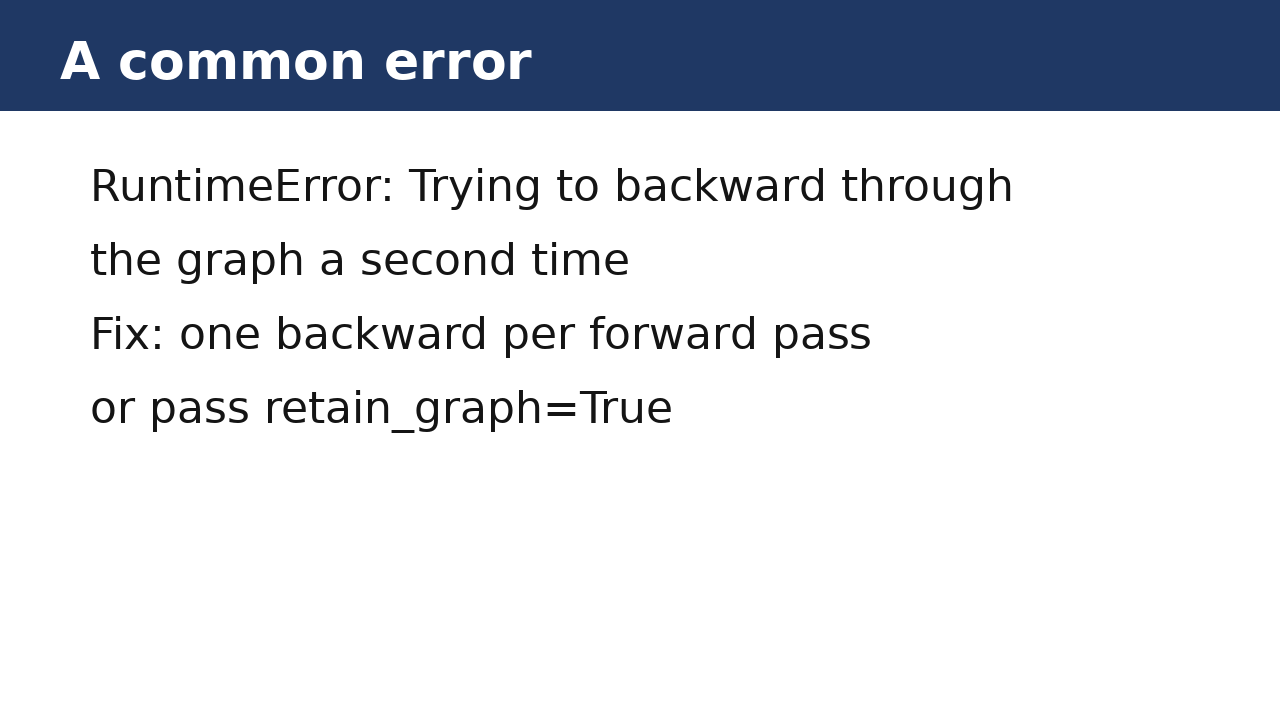 A common error
RuntimeError: Trying to backward through
the graph a second time
Fix: one backward per forward pass
or pass retain_graph=True